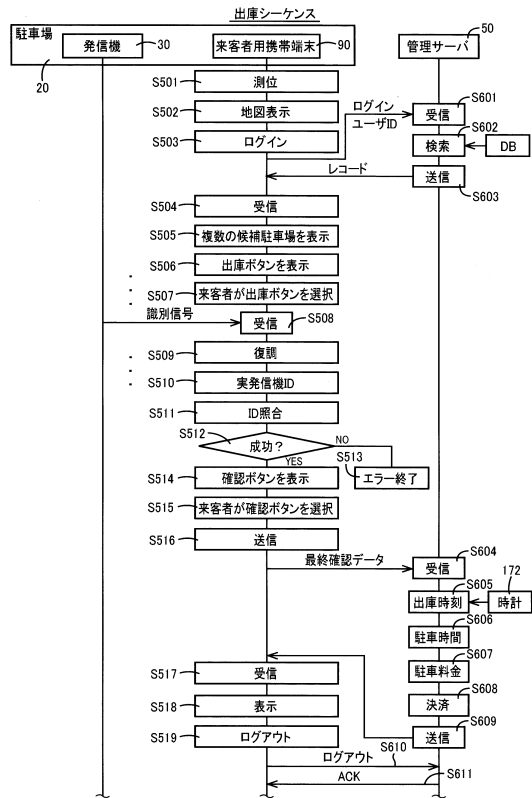 出庫シーケンス
駐車場
発信機
30
来客者用携帯端末
90
20
管理サーバ
50
S501
測位
S502
地図表示
S503
ログイン
ログイン
ユーザID
S601
受信
S602
検索
DB
レコード
送信
S603
S504
受信
S505
複数の候補駐車場を表示
S506
出庫ボタンを表示
S507
来客者が出庫ボタンを選択
識別信号
受信
S508
S509
復調
S510
実発信機ID
S511
ID照合
S512
成功?
NO
YES
S513
エラー終了
S514
確認ボタンを表示
S515
来客者が確認ボタンを選択
S516
送信
最終確認データ
S604
受信
S605
出庫時刻
172
時計
S606
駐車時間
S607
駐車料金
S608
決済
S609
送信
S517
受信
S518
表示
S519
ログアウト
ログアウト
S610
ACK
S611